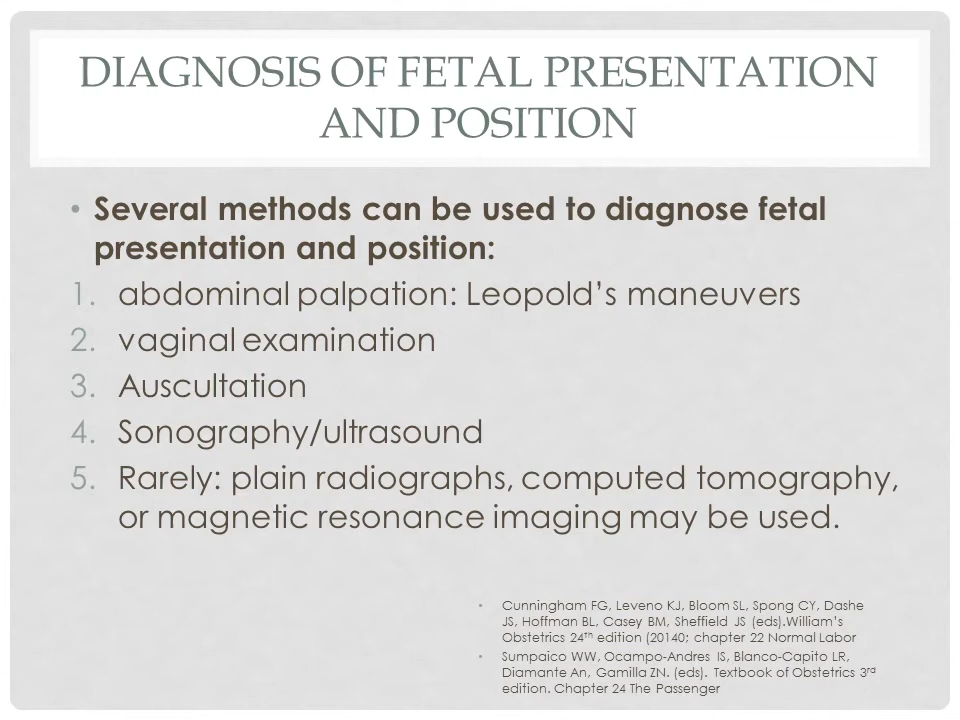 DIAGNOSIS OF FETAL PRESENTATION
AND POSITION
• Several methods can be used to diagnose fetal
presentation and position:
1. abdominal palpation: Leopold’s maneuvers
2. vaginal examination
3. Auscultation
4. Sonography/ultrasound
5. Rarely: plain radiographs, computed tomography,
or magnetic resonance imaging may be used.
• Cunningham FG, Leveno KJ, Bloom SL, Spong CY, Dashe
JS, Hoffman BL, Casey BM, Sheffield JS (eds).William’s
Obstetrics 24th edition (20140; chapter 22 Normal Labor
• Sumpaico WW, Ocampo-Andres IS, Blanco-Capito LR,
Diamante An, Gamilla ZN. (eds). Textbook of Obstetrics 3rd
edition. Chapter 24 The Passenger